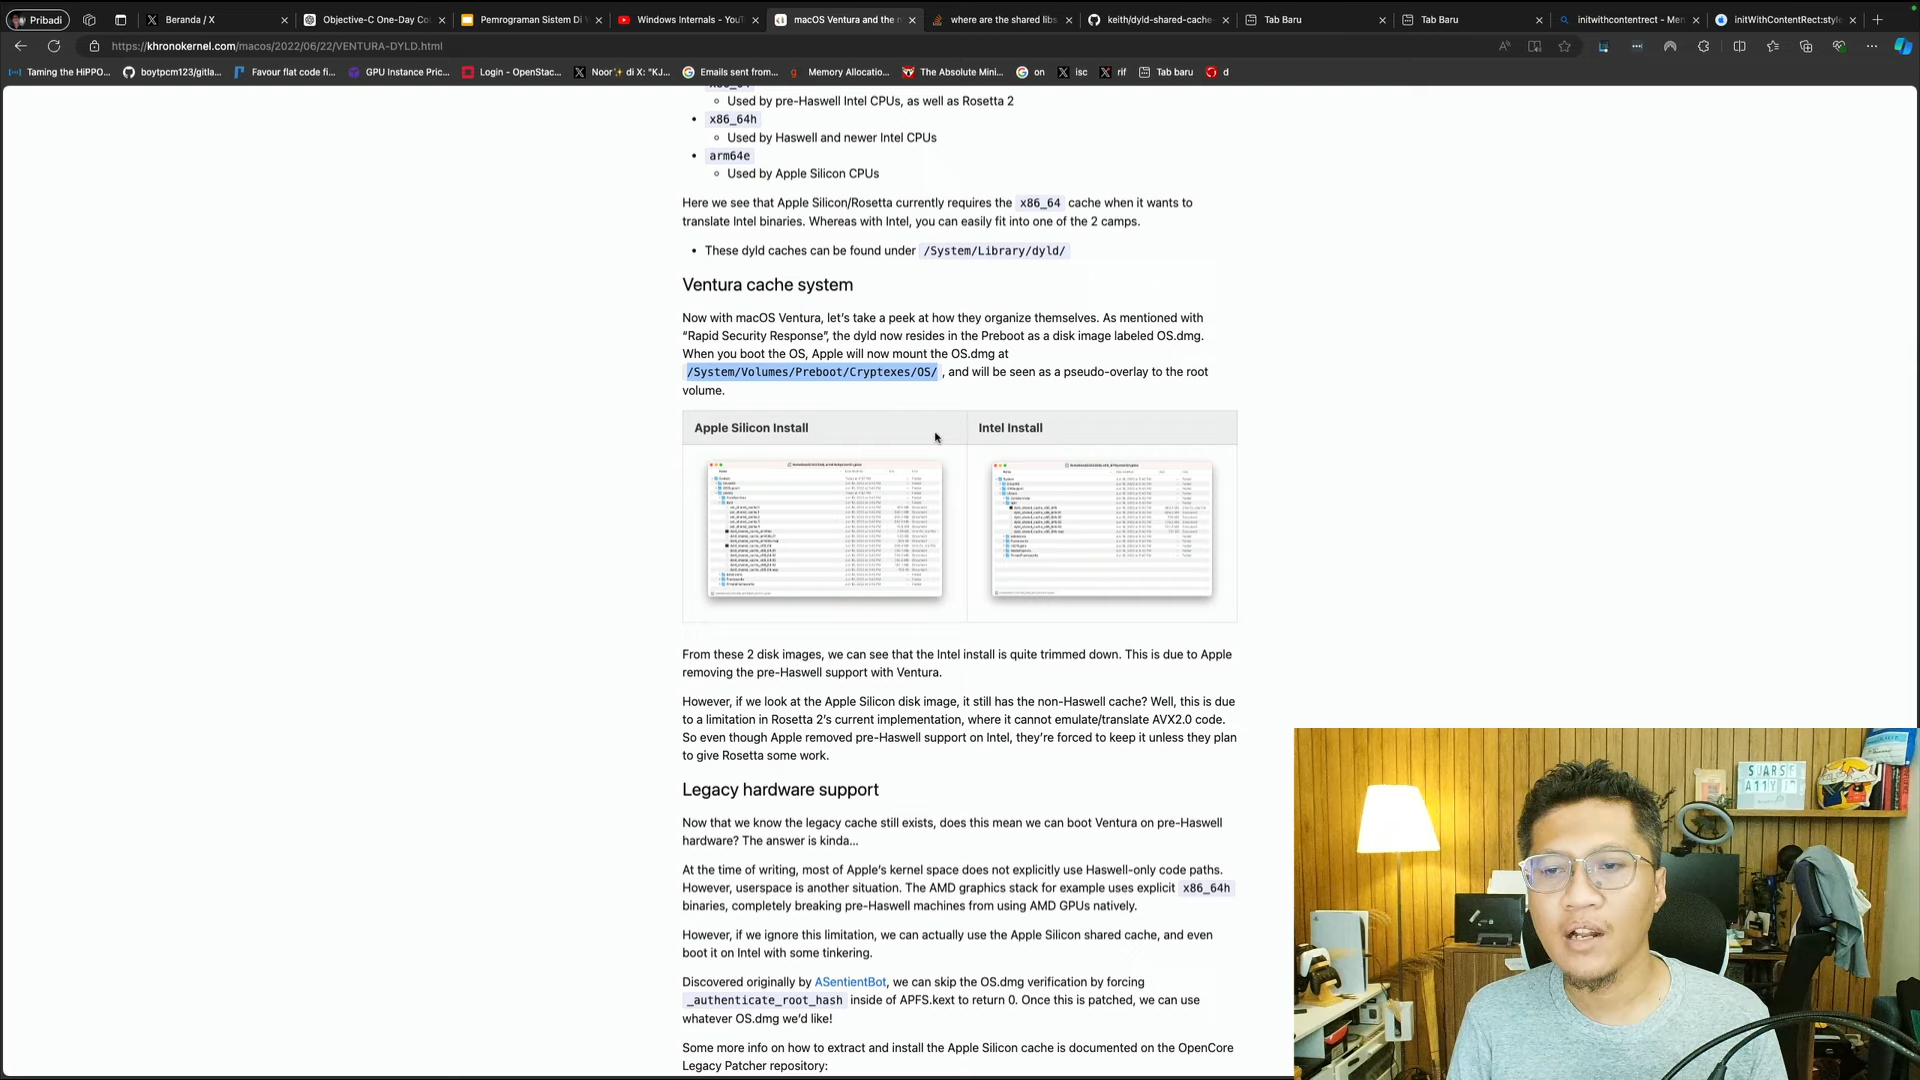 Pribadi
Beranda / X
Objective-C One-Day Co
Pemrograman Sistem Di
Windows Internals - YouT
macOS Ventura and the n
where are the shared libs
keith/dyld-shared-cache-
Tab Baru
Tab Baru
initwithcontentrect - Men
initWithContentRect:style
https://khronokernel.com/macos/2022/06/22/VENTURA-DYLD.html
Taming the HiPPO...
boytpcm123/gitla...
Favour flat code fi...
GPU Instance Pric...
Login - OpenStac...
Noor✨ di X: "KJ...
Emails sent from...
Memory Allocatio...
The Absolute Mini...
on
isc
rif
Tab baru
d
Used by pre-Haswell Intel CPUs, as well as Rosetta 2
x86_64h
Used by Haswell and newer Intel CPUs
arm64e
Used by Apple Silicon CPUs
Here we see that Apple Silicon/Rosetta currently requires the x86_64 cache when it wants to
translate Intel binaries. Whereas with Intel, you can easily fit into one of the 2 camps.
These dyld caches can be found under /System/Library/dyld/
Ventura cache system
Now with macOS Ventura, let's take a peek at how they organize themselves. As mentioned with
"Rapid Security Response", the dyld now resides in the Preboot as a disk image labeled OS.dmg.
When you boot the OS, Apple will now mount the OS.dmg at
/System/Volumes/Preboot/Cryptexes/OS/ , and will be seen as a pseudo-overlay to the root
volume.
Apple Silicon Install
Intel Install
From these 2 disk images, we can see that the Intel install is quite trimmed down. This is due to Apple
removing the pre-Haswell support with Ventura.
However, if we look at the Apple Silicon disk image, it still has the non-Haswell cache? Well, this is due
to a limitation in Rosetta 2's current implementation, where it cannot emulate/translate AVX2.0 code.
So even though Apple removed pre-Haswell support on Intel, they're forced to keep it unless they plan
to give Rosetta some work.
Legacy hardware support
Now that we know the legacy cache still exists, does this mean we can boot Ventura on pre-Haswell
hardware? The answer is kinda...
At the time of writing, most of Apple's kernel space does not explicitly use Haswell-only code paths.
However, userspace is another situation. The AMD graphics stack for example uses explicit x86_64h
binaries, completely breaking pre-Haswell machines from using AMD GPUs natively.
However, if we ignore this limitation, we can actually use the Apple Silicon shared cache, and even
boot it on Intel with some tinkering.
Discovered originally by ASentientBot, we can skip the OS.dmg verification by forcing
_authenticate_root_hash inside of APFS.kext to return 0. Once this is patched, we can use
whatever OS.dmg we'd like!
Some more info on how to extract and install the Apple Silicon cache is documented on the OpenCore
Legacy Patcher repository: